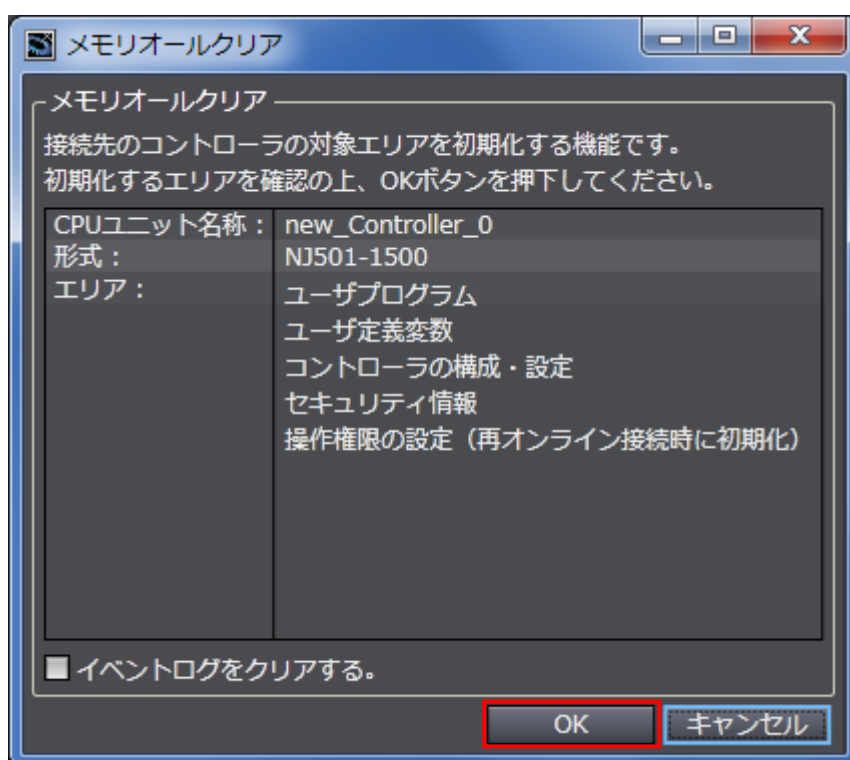 メモリオールクリア
メモリオールクリア
接続先のコントローラの対象エリアを初期化する機能です。
初期化するエリアを確認の上、OKボタンを押下してください。
CPUユニット名称： new_Controller_0
形式： NJ501-1500
エリア： ユーザプログラム
ユーザ定義変数
コントローラの構成・設定
セキュリティ情報
操作権限の設定（再オンライン接続時に初期化）
イベントログをクリアする。
OK キャンセル